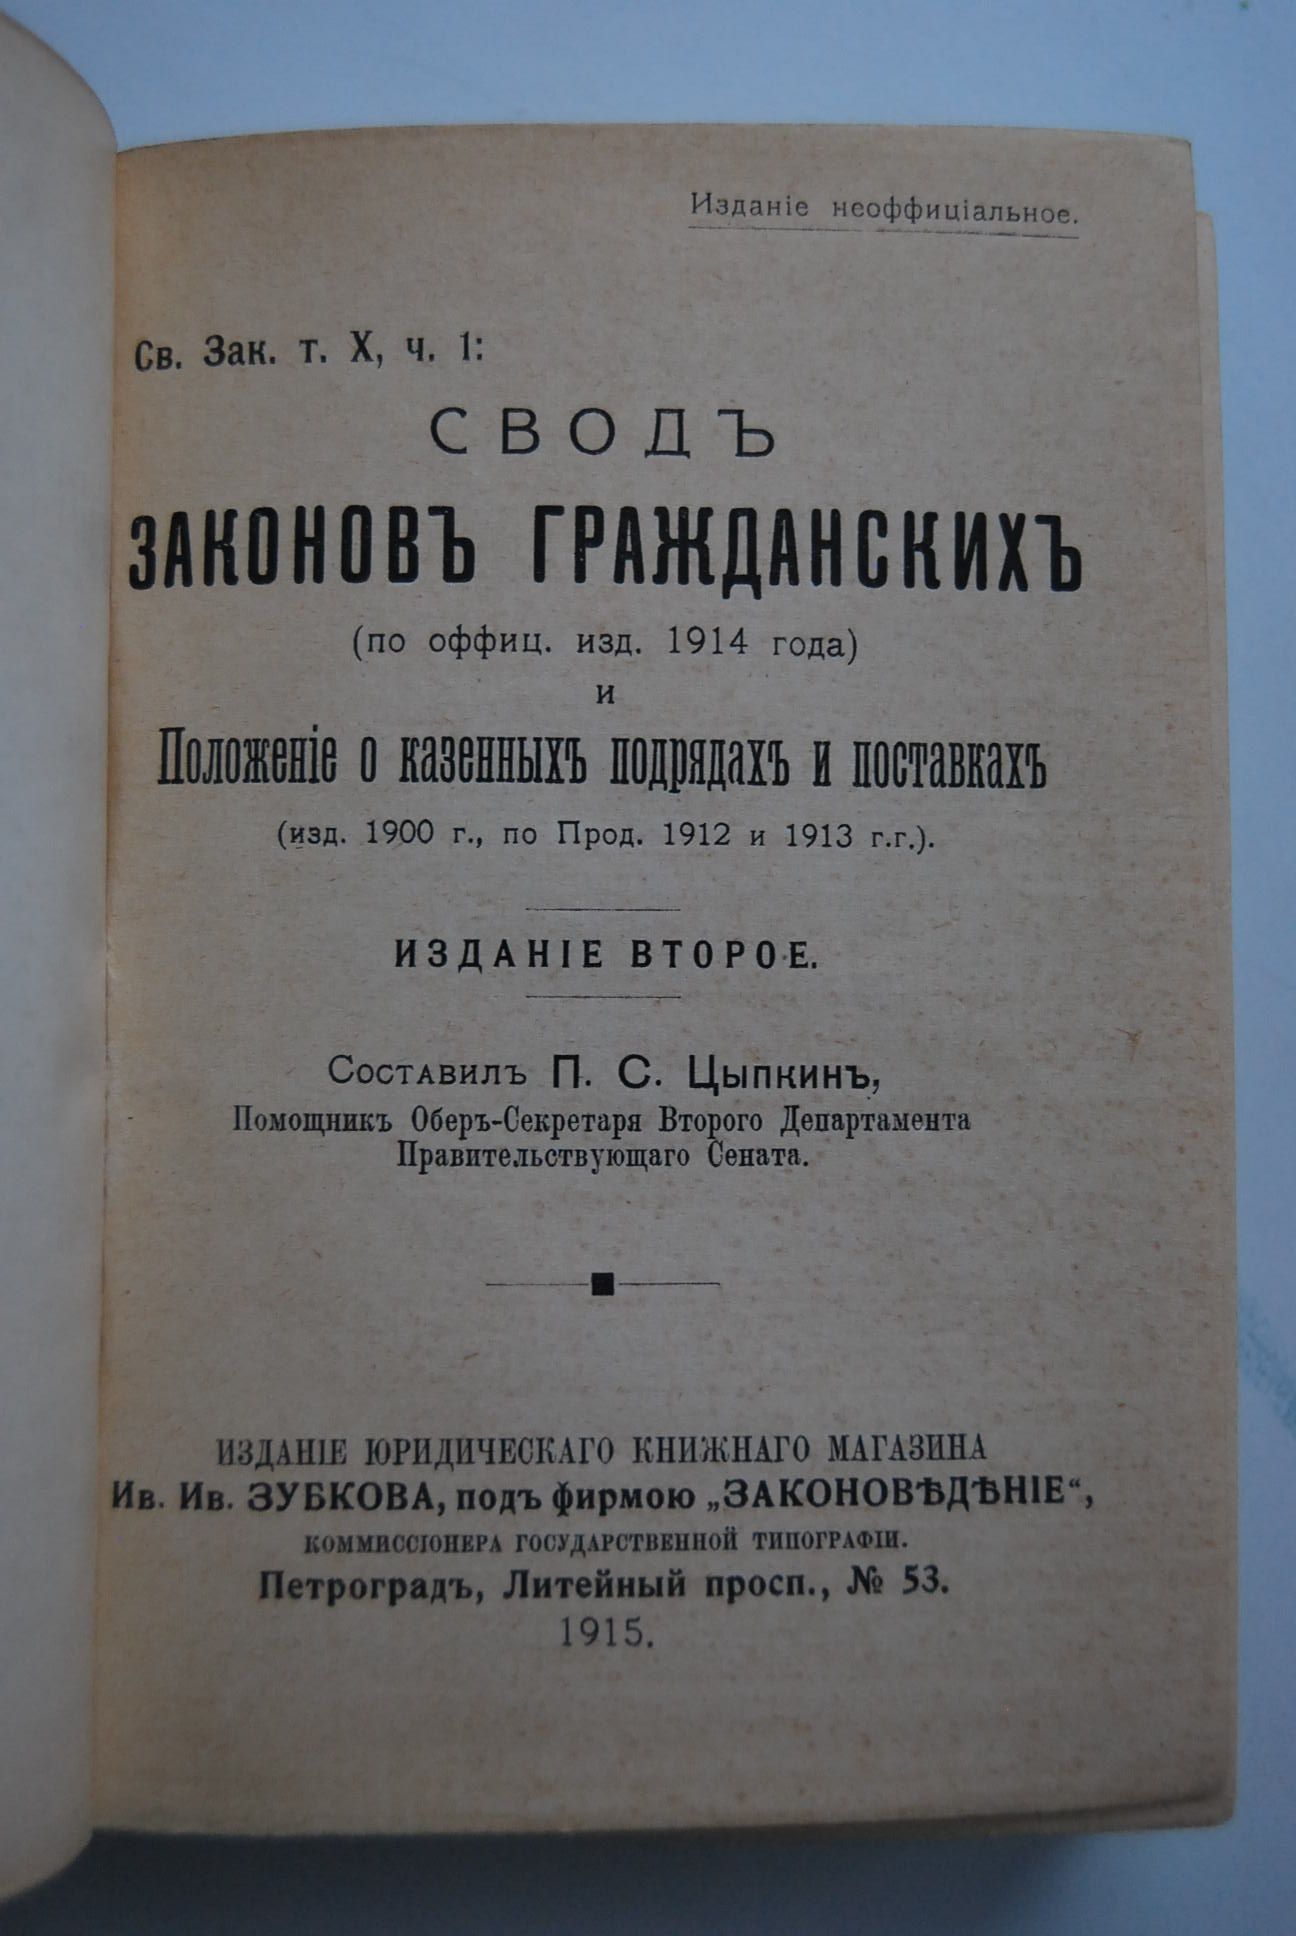 Изданіе неоффиціальное.
Св. Зак. т. X, ч. 1:
СВОДЪ
ЗАКОНОВЪ ГРАЖДАНСКИХЪ
(по оффиц. изд. 1914 года)
и
Положеніе о казенныхъ подрядахъ и поставкахъ
(изд. 1900 г., по Прод. 1912 и 1913 г.г.).
ИЗДАНІЕ ВТОРОЕ.
Составилъ П. С. Цыпкинъ,
Помощникъ Оберъ-Секретаря Второго Департамента
Правительствующаго Сената.
ИЗДАНІЕ ЮРИДИЧЕСКАГО КНИЖНАГО МАГАЗИНА
Ив. Ив. ЗУБКОВА, подъ фирмою „ЗАКОНОВѢДѢНІЕ“,
КОММИССІОНЕРА ГОСУДАРСТВЕННОЙ ТИПОГРАФІИ.
Петроградъ, Литейный просп., № 53.
1915.